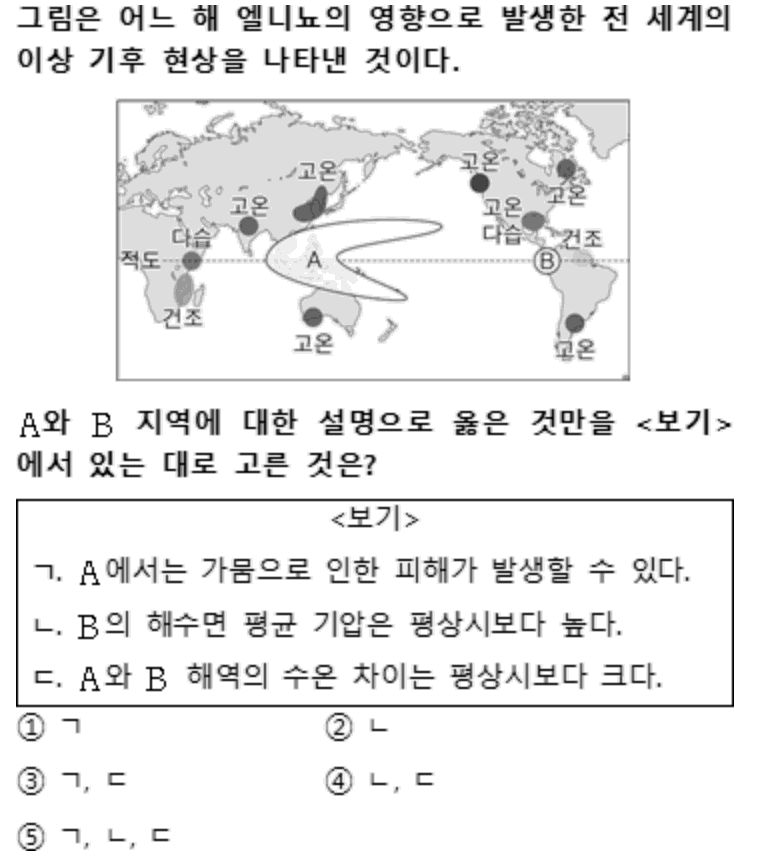 그림은 어느 해 엘니뇨의 영향으로 발생한 전 세계의
이상 기후 현상을 나타낸 것이다.
고온
고온
고온
고온
고온
다습
다습
건조
적도
A
B
건조
고온
고온
A와 B 지역에 대한 설명으로 옳은 것만을 <보기>
에서 있는 대로 고른 것은?
<보기>
ㄱ. A에서는 가뭄으로 인한 피해가 발생할 수 있다.
ㄴ. B의 해수면 평균 기압은 평상시보다 높다.
ㄷ. A와 B 해역의 수온 차이는 평상시보다 크다.
① ㄱ ② ㄴ
③ ㄱ, ㄷ ④ ㄴ, ㄷ
⑤ ㄱ, ㄴ, ㄷ